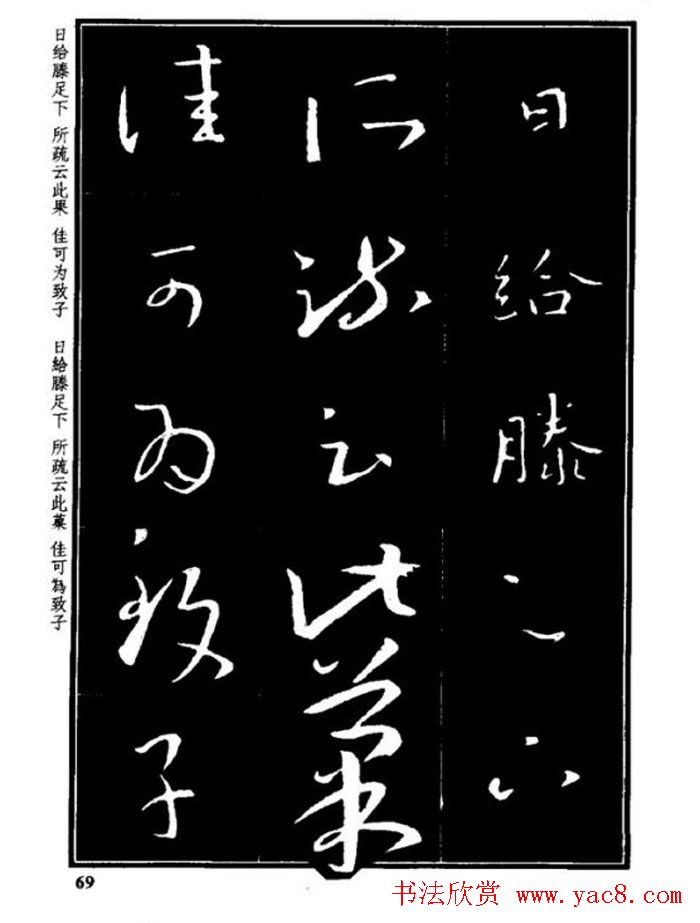 日给滕足下
所疏云此菓
佳可為致子
日给滕足下 所疏云此果 佳可为致子
日給滕足下 所疏云此菓 佳可為致子
69
书法欣赏 www.yac8.com